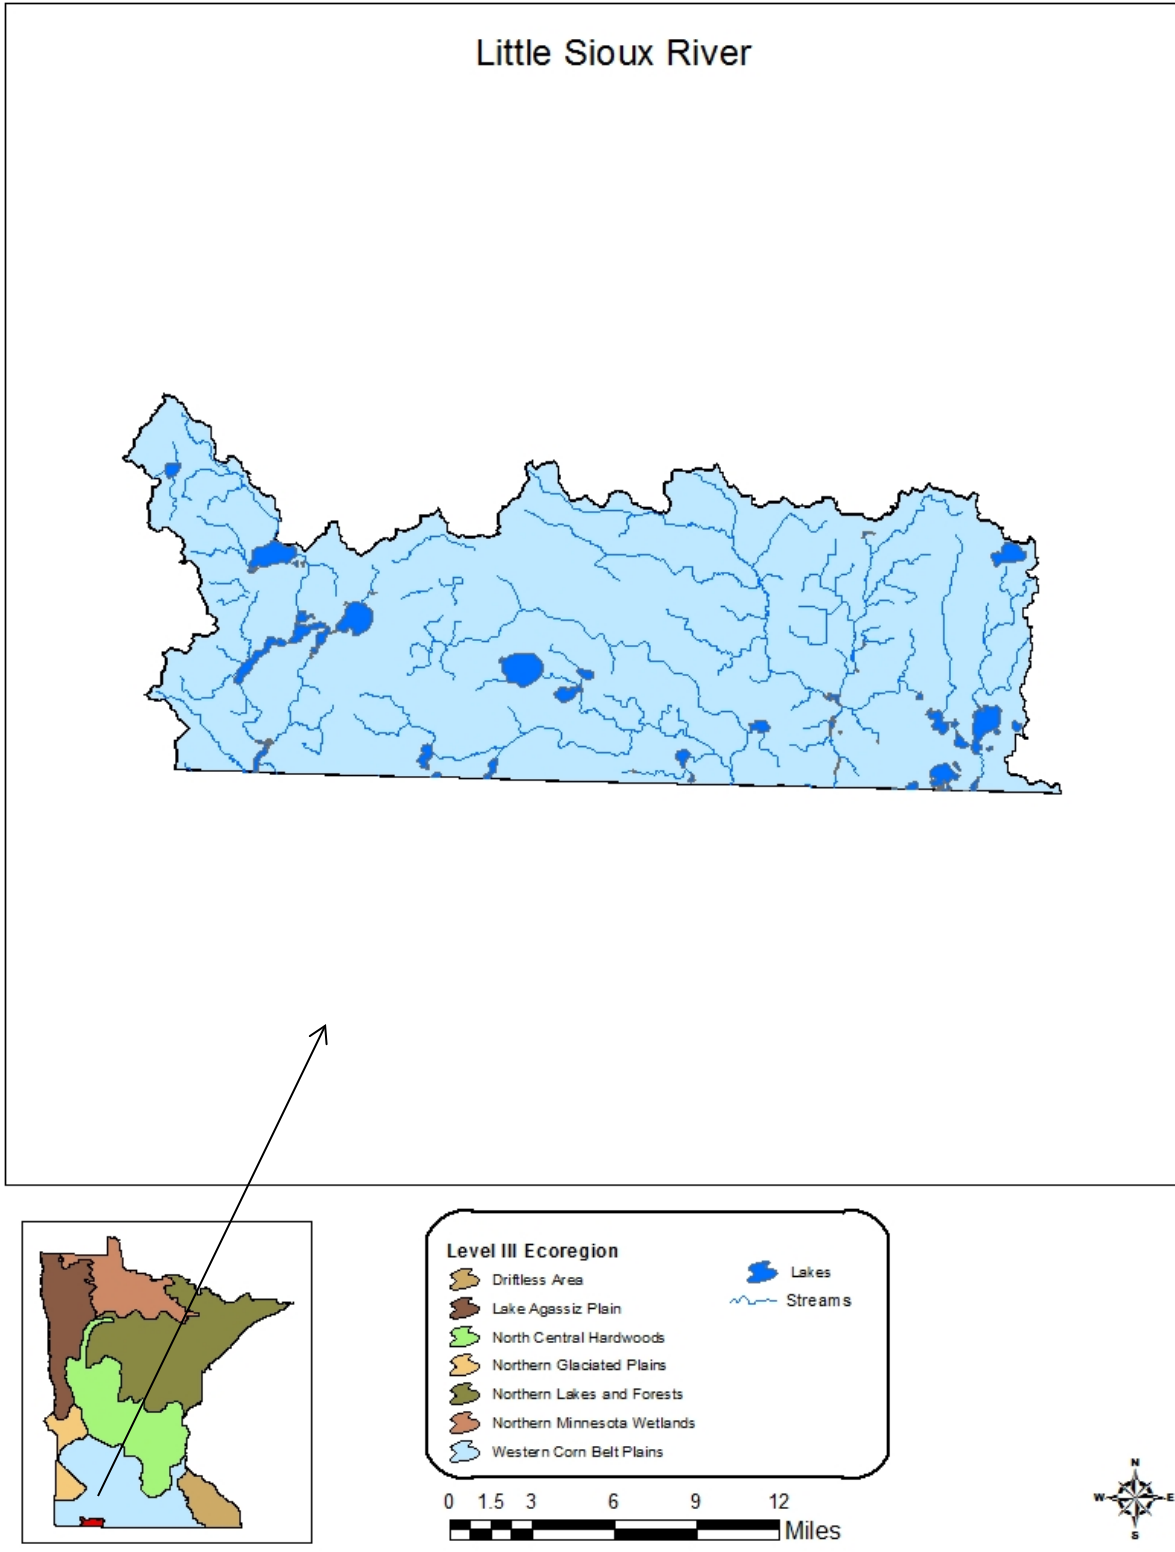 Little Sioux River
Level III Ecoregion
Driftless Area
Lake Agassiz Plain
North Central Hardwoods
Northern Glaciated Plains
Northern Lakes and Forests
Northern Minnesota Wetlands
Western Corn Belt Plains
Lakes
Streams
0 1.5 3 6 9 12
Miles
N
W E
S